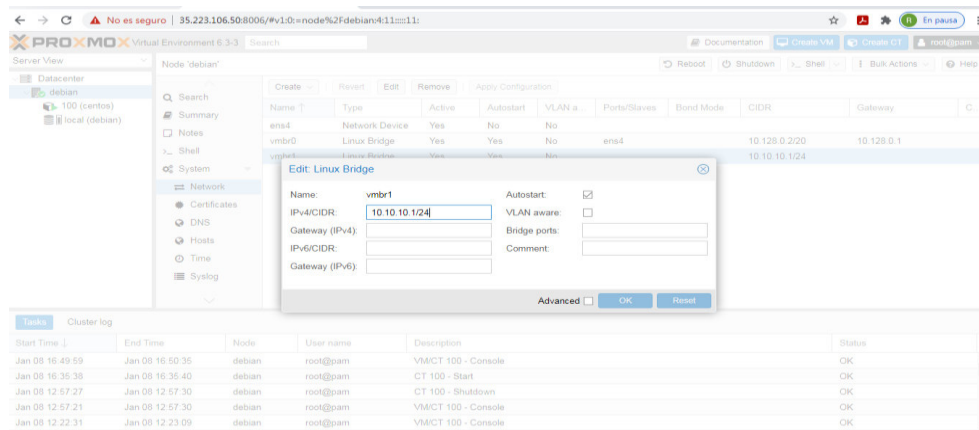 No es seguro | 35.223.106.50:8006/#v1:0:=node%2Fdebian:4:11:::::11:
R En pausa
PROXMOX Virtual Environment 6.3-3 Search
Documentation Create VM Create CT root@pam
Server View
Node 'debian'
Reboot Shutdown Shell Bulk Actions Help
Datacenter
debian
100 (centos)
local (debian)
Search
Summary
Notes
Shell
System
Network
Certificates
DNS
Hosts
Time
Syslog
Create Revert Edit Remove Apply Configuration
Name Type Active Autostart VLAN a... Ports/Slaves Bond Mode CIDR Gateway C...
ens4 Network Device Yes No No
vmbr0 Linux Bridge Yes Yes No ens4 10.128.0.2/20 10.128.0.1
vmbr1 Linux Bridge Yes Yes No 10.10.10.1/24
Edit: Linux Bridge
Name: vmbr1 Autostart:
IPv4/CIDR: 10.10.10.1/24 VLAN aware:
Gateway (IPv4): Bridge ports:
IPv6/CIDR: Comment:
Gateway (IPv6):
Advanced OK Reset
Tasks Cluster log
Start Time End Time Node User name Description Status
Jan 08 16:49:59 Jan 08 16:50:35 debian root@pam VM/CT 100 - Console OK
Jan 08 16:35:38 Jan 08 16:35:40 debian root@pam CT 100 - Start OK
Jan 08 12:57:27 Jan 08 12:57:30 debian root@pam CT 100 - Shutdown OK
Jan 08 12:57:21 Jan 08 12:57:30 debian root@pam VM/CT 100 - Console OK
Jan 08 12:22:31 Jan 08 12:23:09 debian root@pam VM/CT 100 - Console OK